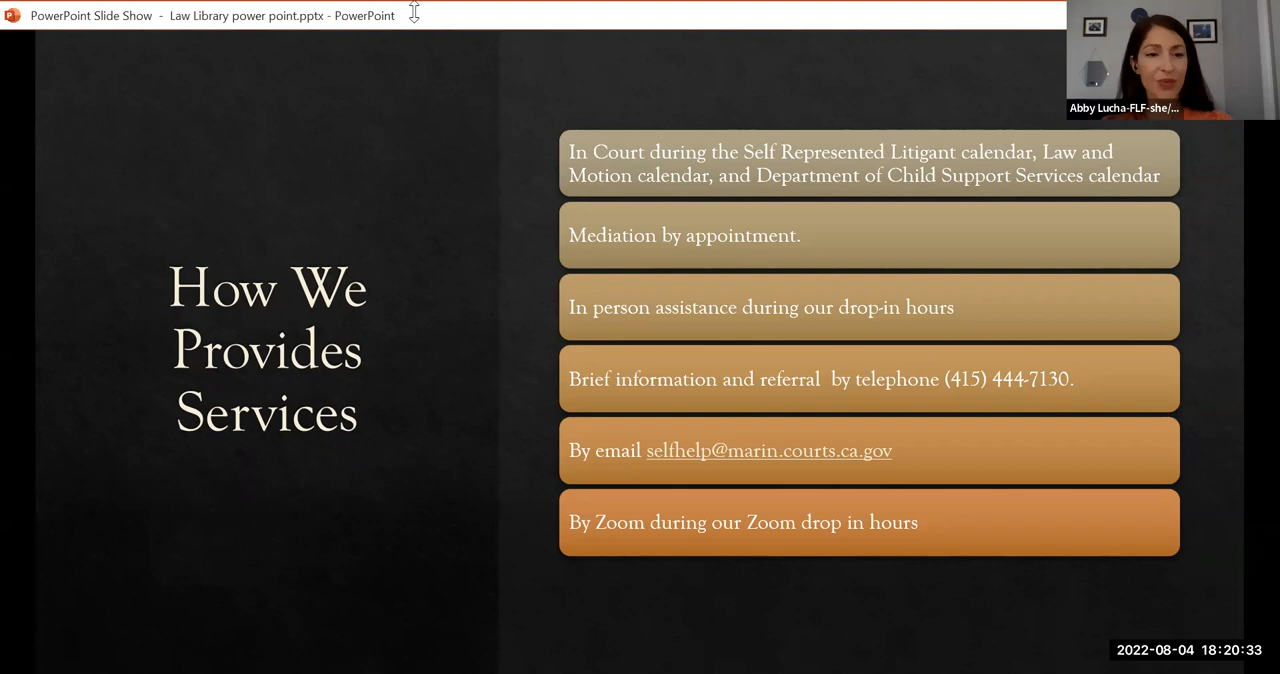 PowerPoint Slide Show - Law Library power point.pptx - PowerPoint
Abby Lucha-FLF-she/...
How We
Provides
Services
In Court during the Self Represented Litigant calendar, Law and
Motion calendar, and Department of Child Support Services calendar
Mediation by appointment.
In person assistance during our drop-in hours
Brief information and referral  by telephone (415) 444-7130.
By email selfhelp@marin.courts.ca.gov
By Zoom during our Zoom drop in hours
2022-08-04 18:20:33